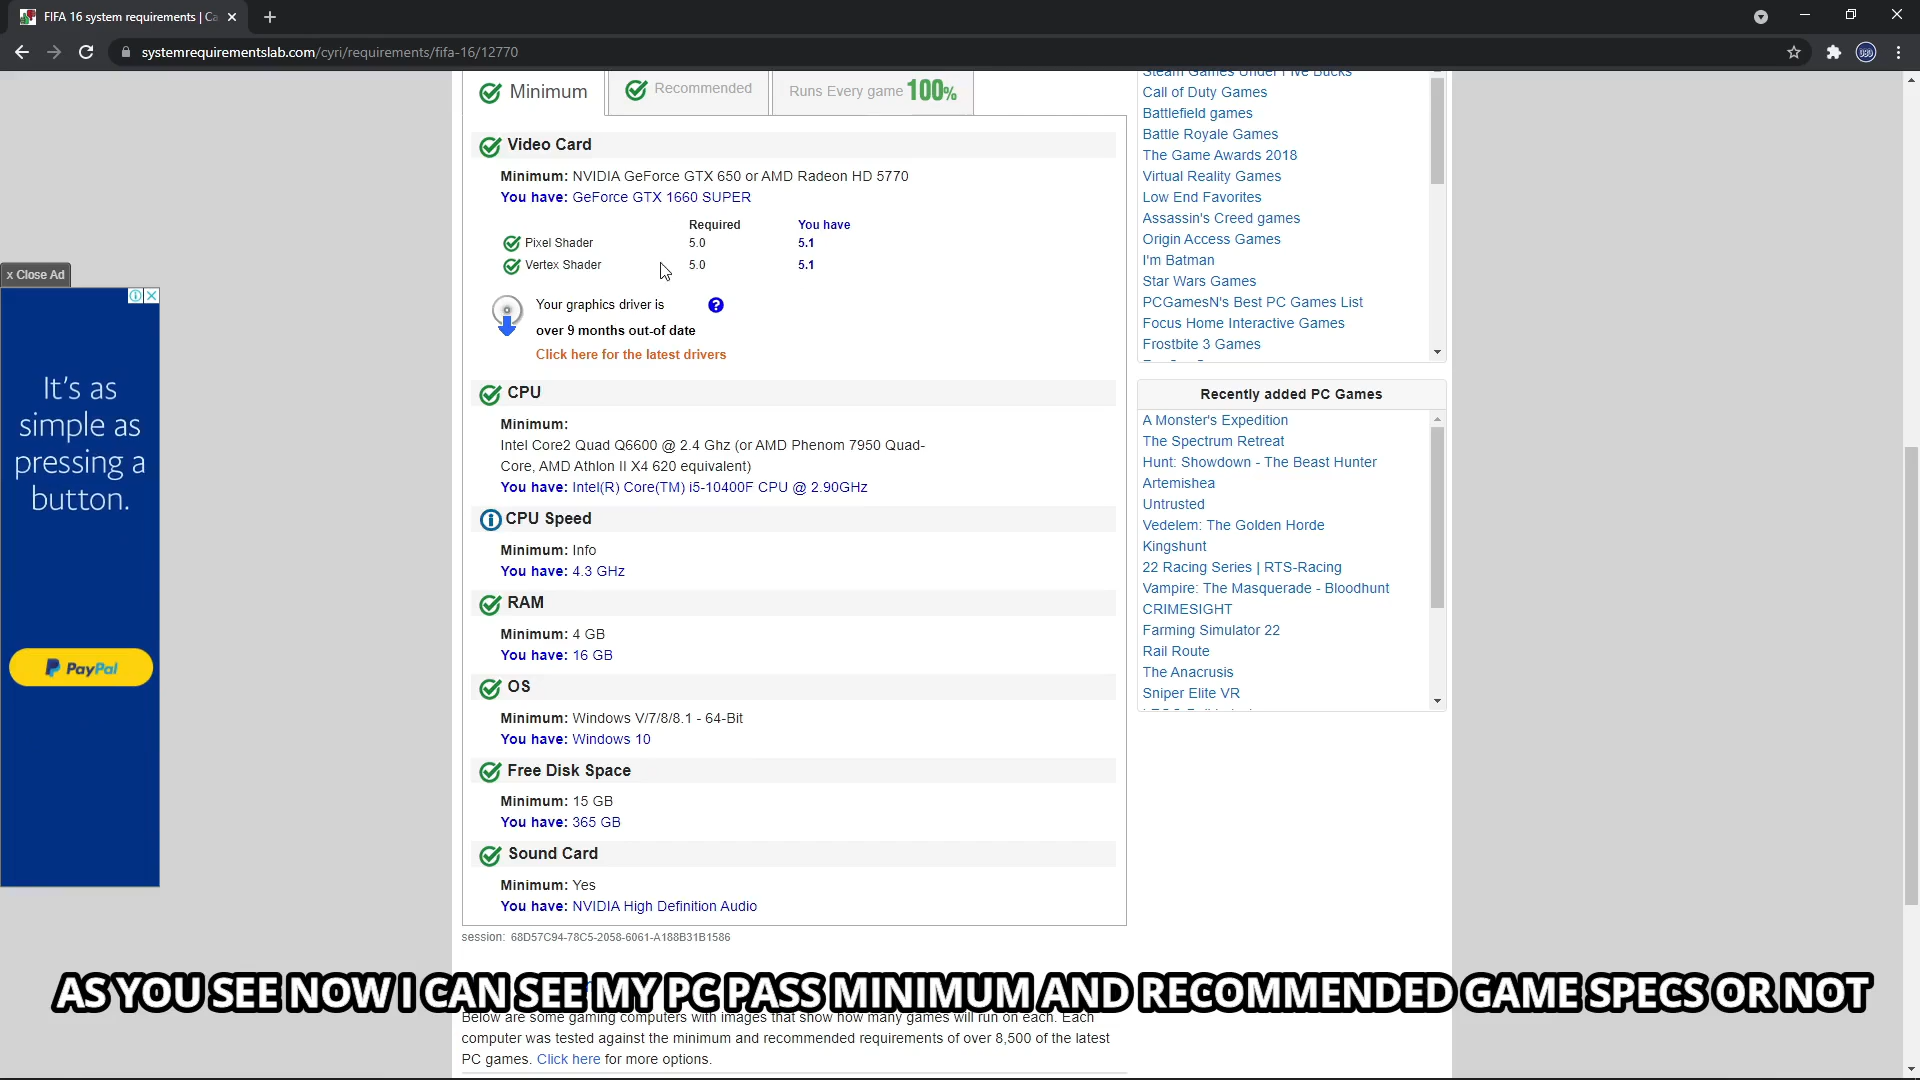 FIFA 16 system requirements | Ca
systemrequirementslab.com/cyri/requirements/fifa-16/12770
Minimum
Recommended
Runs Every game 100%
Video Card
Minimum: NVIDIA GeForce GTX 650 or AMD Radeon HD 5770
You have: GeForce GTX 1660 SUPER
Required You have
Pixel Shader 5.0 5.1
Vertex Shader 5.0 5.1
Your graphics driver is
over 9 months out-of date
Click here for the latest drivers
CPU
Minimum:
Intel Core2 Quad Q6600 @ 2.4 Ghz (or AMD Phenom 7950 Quad-
Core, AMD Athlon II X4 620 equivalent)
You have: Intel(R) Core(TM) i5-10400F CPU @ 2.90GHz
CPU Speed
Minimum: Info
You have: 4.3 GHz
RAM
Minimum: 4 GB
You have: 16 GB
OS
Minimum: Windows V/7/8/8.1 - 64-Bit
You have: Windows 10
Free Disk Space
Minimum: 15 GB
You have: 365 GB
Sound Card
Minimum: Yes
You have: NVIDIA High Definition Audio
session: 68D57C94-78C5-2058-6061-A188B31B1586
Steam Games Under Five Bucks
Call of Duty Games
Battlefield games
Battle Royale Games
The Game Awards 2018
Virtual Reality Games
Low End Favorites
Assassin's Creed games
Origin Access Games
I'm Batman
Star Wars Games
PCGamesN's Best PC Games List
Focus Home Interactive Games
Frostbite 3 Games
Recently added PC Games
A Monster's Expedition
The Spectrum Retreat
Hunt: Showdown - The Beast Hunter
Artemishea
Untrusted
Vedelem: The Golden Horde
Kingshunt
22 Racing Series | RTS-Racing
Vampire: The Masquerade - Bloodhunt
CRIMESIGHT
Farming Simulator 22
Rail Route
The Anacrusis
Sniper Elite VR
x Close Ad
It's as
simple as
pressing a
button.
PayPal
AS YOU SEE NOW I CAN SEE MY PC PASS MINIMUM AND RECOMMENDED GAME SPECS OR NOT
Below are some gaming computers with images that show how many games will run on each. Each
computer was tested against the minimum and recommended requirements of over 8,500 of the latest
PC games. Click here for more options.